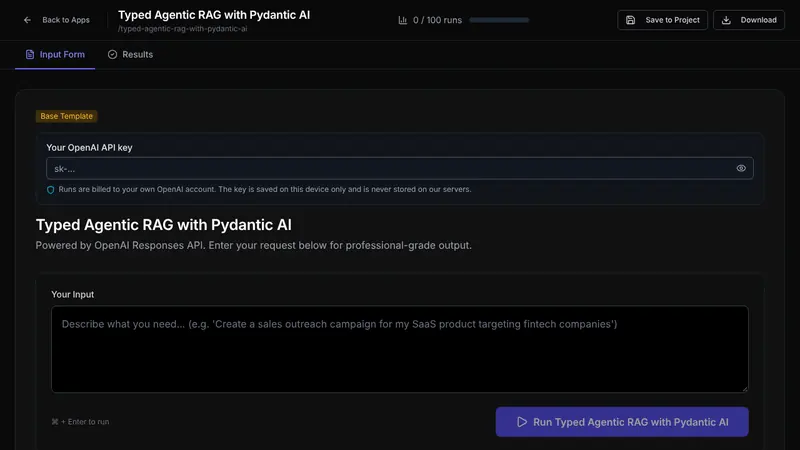 Back to Apps
Typed Agentic RAG with Pydantic AI
/typed-agentic-rag-with-pydantic-ai
0 / 100 runs
Save to Project
Download
Input Form
Results
Base Template
Your OpenAI API key
sk-...
Runs are billed to your own OpenAI account. The key is saved on this device only and is never stored on our servers.
Typed Agentic RAG with Pydantic AI
Powered by OpenAI Responses API. Enter your request below for professional-grade output.
Your Input
Describe what you need... (e.g. 'Create a sales outreach campaign for my SaaS product targeting fintech companies')
⌘ + Enter to run
Run Typed Agentic RAG with Pydantic AI